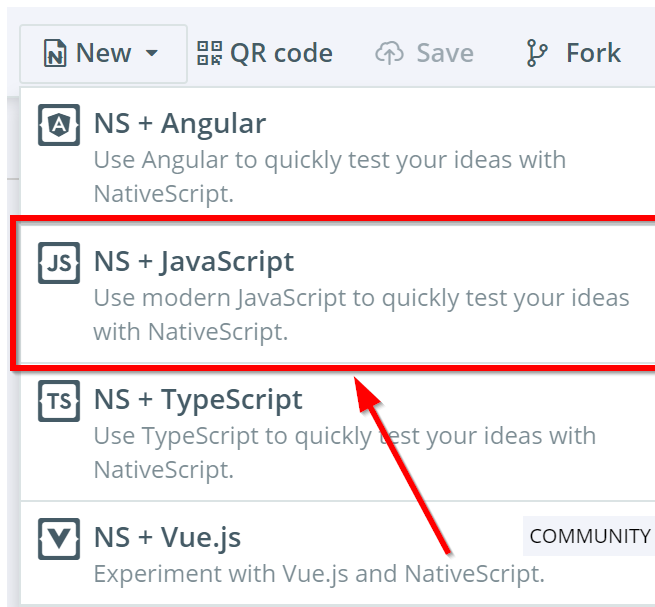 New QR code Save Fork
NS + Angular
Use Angular to quickly test your ideas with
NativeScript.
JS NS + JavaScript
Use modern JavaScript to quickly test your ideas
with NativeScript.
TS NS + TypeScript
Use TypeScript to quickly test your ideas with
NativeScript.
NS + Vue.js COMMUNITY
Experiment with Vue.js and NativeScript.